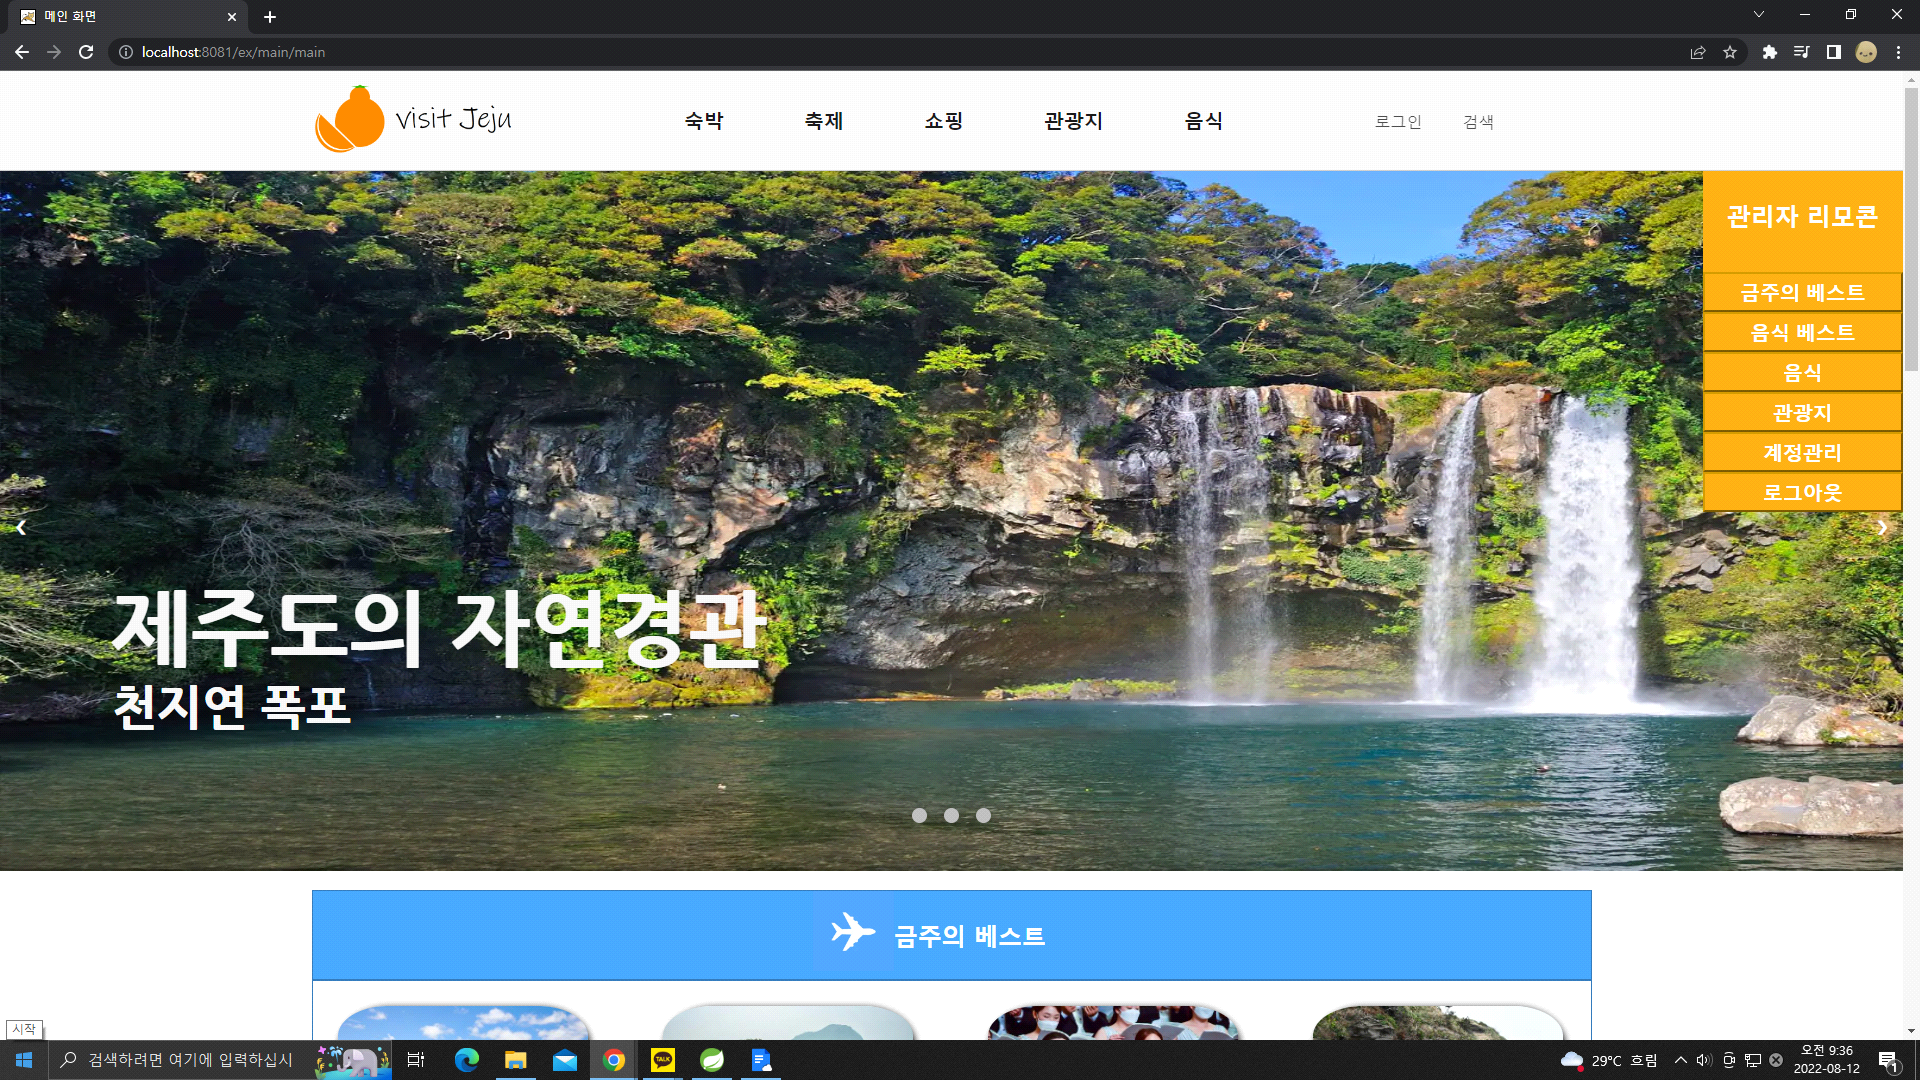 메인 화면
localhost:8081/ex/main/main
visit Jeju
숙박 축제 쇼핑 관광지 음식
로그인 검색
관리자 리모콘
금주의 베스트
음식 베스트
음식
관광지
계정관리
로그아웃
제주도의 자연경관
천지연 폭포
금주의 베스트
시작
검색하려면 여기에 입력하십시
TALK
29°C 흐림
오전 9:36
2022-08-12
1